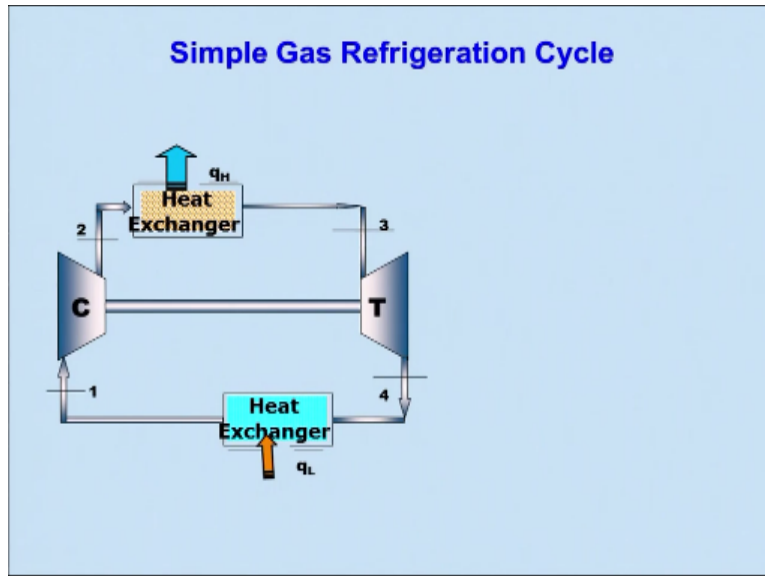 Simple Gas Refrigeration Cycle
qH
Heat
Exchanger
2
3
C
T
1
4
Heat
Exchanger
qL